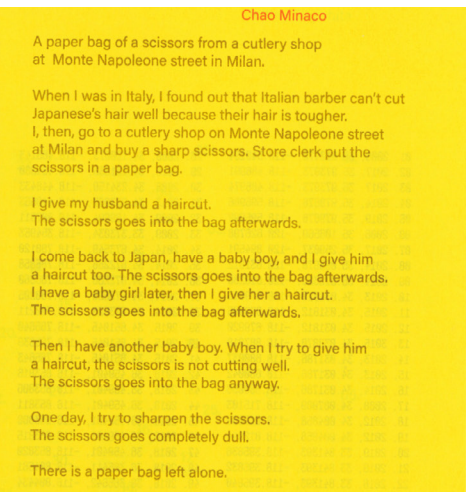 Chao Minaco
A paper bag of a scissors from a cutlery shop
at Monte Napoleone street in Milan.
When I was in Italy, I found out that Italian barber can't cut
Japanese's hair well because their hair is tougher.
I, then, go to a cutlery shop on Monte Napoleone street
at Milan and buy a sharp scissors. Store clerk put the
scissors in a paper bag.
I give my husband a haircut.
The scissors goes into the bag afterwards.
I come back to Japan, have a baby boy, and I give him
a haircut too. The scissors goes into the bag afterwards.
I have a baby girl later, then I give her a haircut.
The scissors goes into the bag afterwards.
Then I have another baby boy. When I try to give him
a haircut, the scissors is not cutting well.
The scissors goes into the bag anyway.
One day, I try to sharpen the scissors.
The scissors goes completely dull.
There is a paper bag left alone.